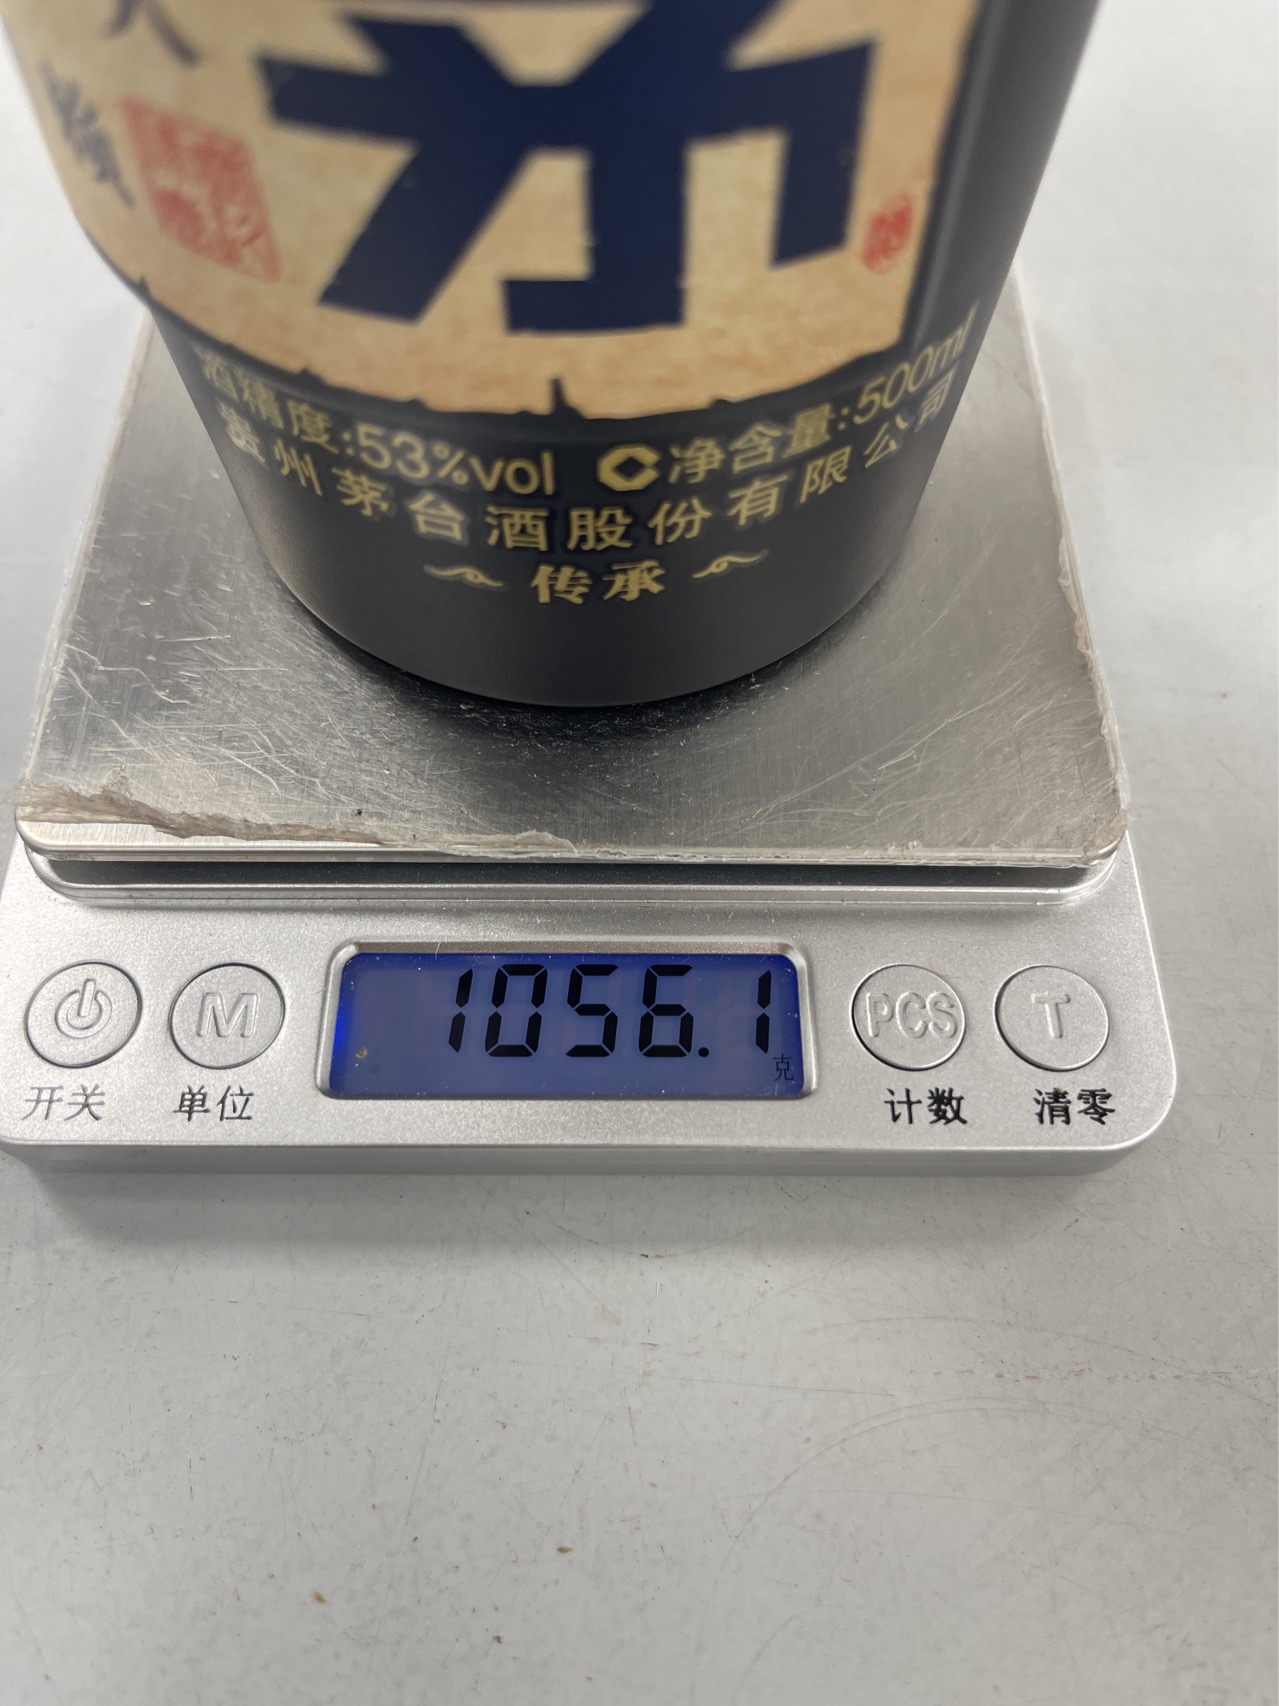 酒精度:53%vol 净含量:500ml
贵州茅台酒股份有限公司
传承
1056.1
克
M PCS T
开关 单位 计数 清零